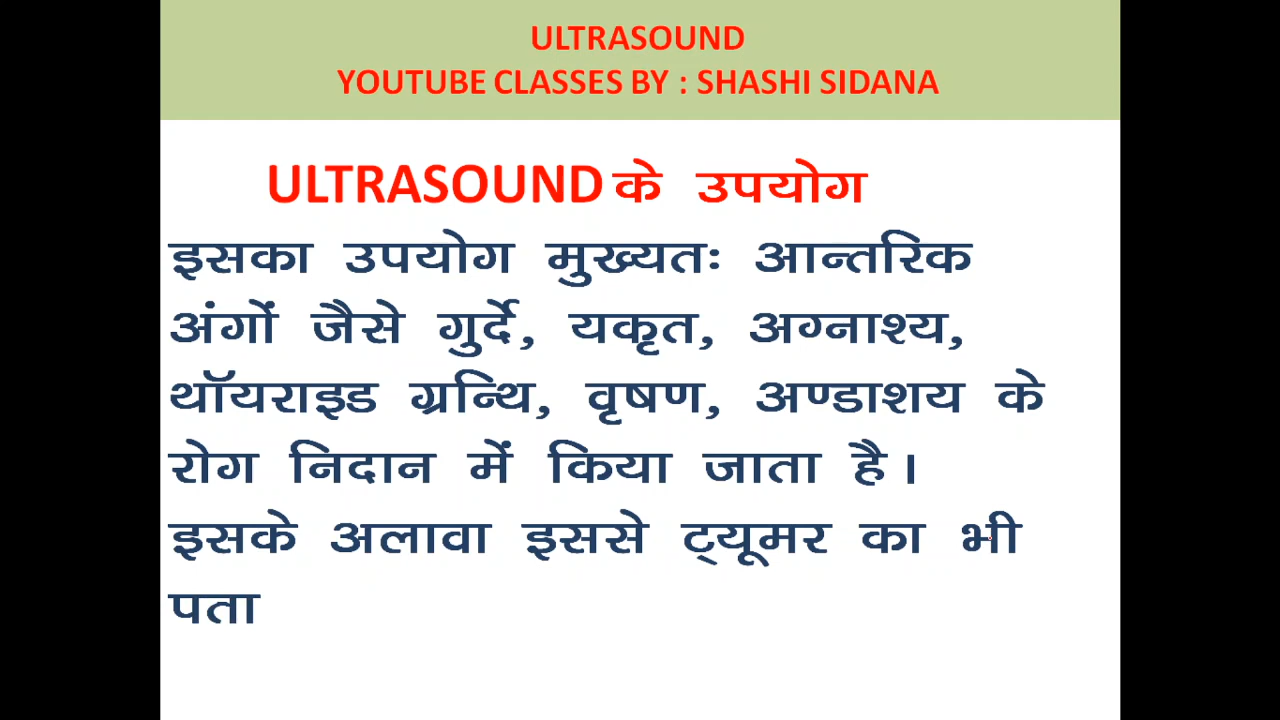 ULTRASOUND
YOUTUBE CLASSES BY : SHASHI SIDANA
ULTRASOUND के उपयोग
इसका उपयोग मुख्यतः आन्तरिक
अंगों जैसे गुर्दे, यकृत, अग्नाश्य,
थॉयराइड ग्रन्थि, वृषण, अण्डाशय के
रोग निदान में किया जाता है।
इसके अलावा इससे ट्यूमर का भी
पता